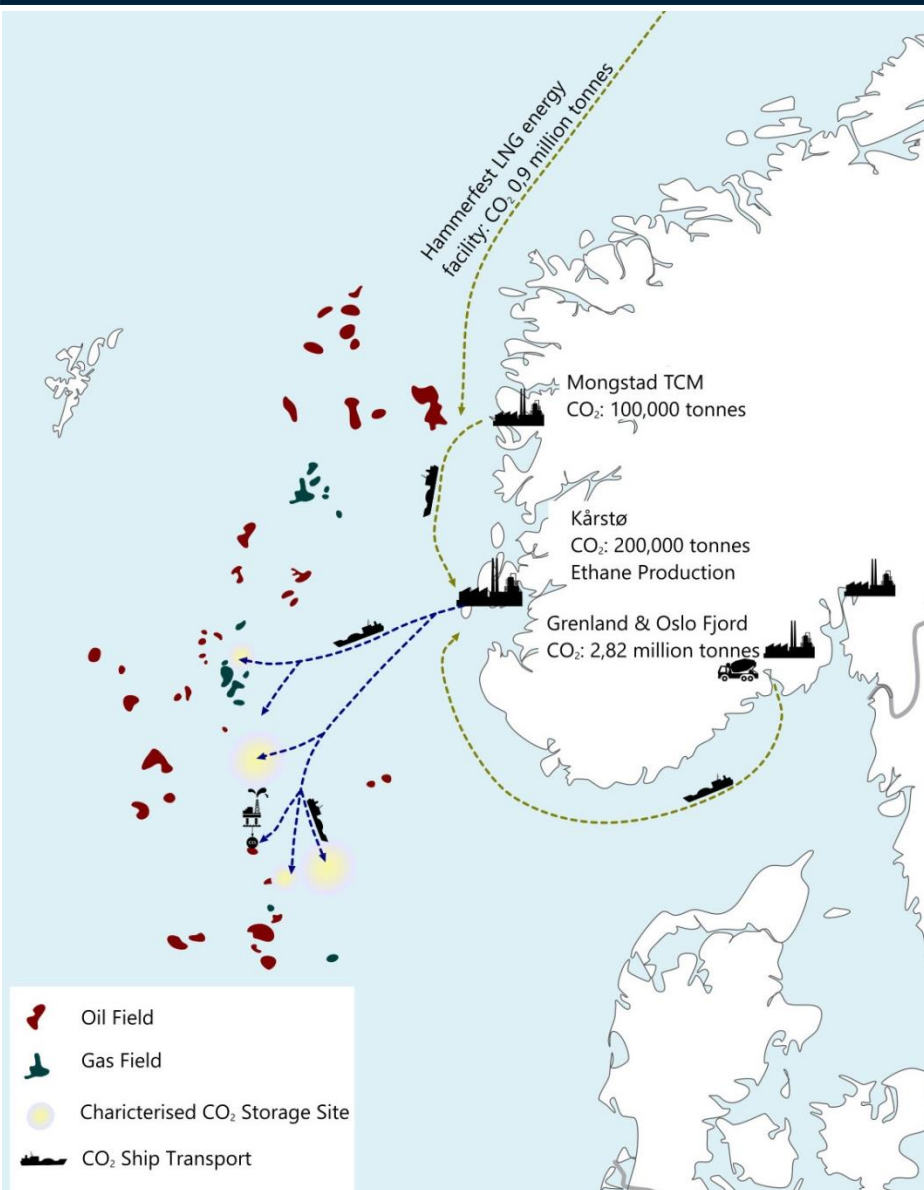 Hammerfest LNG energy
facility: CO₂ 0,9 million tonnes
Mongstad TCM
CO₂: 100,000 tonnes
Kårstø
CO₂: 200,000 tonnes
Ethane Production
Grenland & Oslo Fjord
CO₂: 2,82 million tonnes
Oil Field
Gas Field
Charicterised CO₂ Storage Site
CO₂ Ship Transport